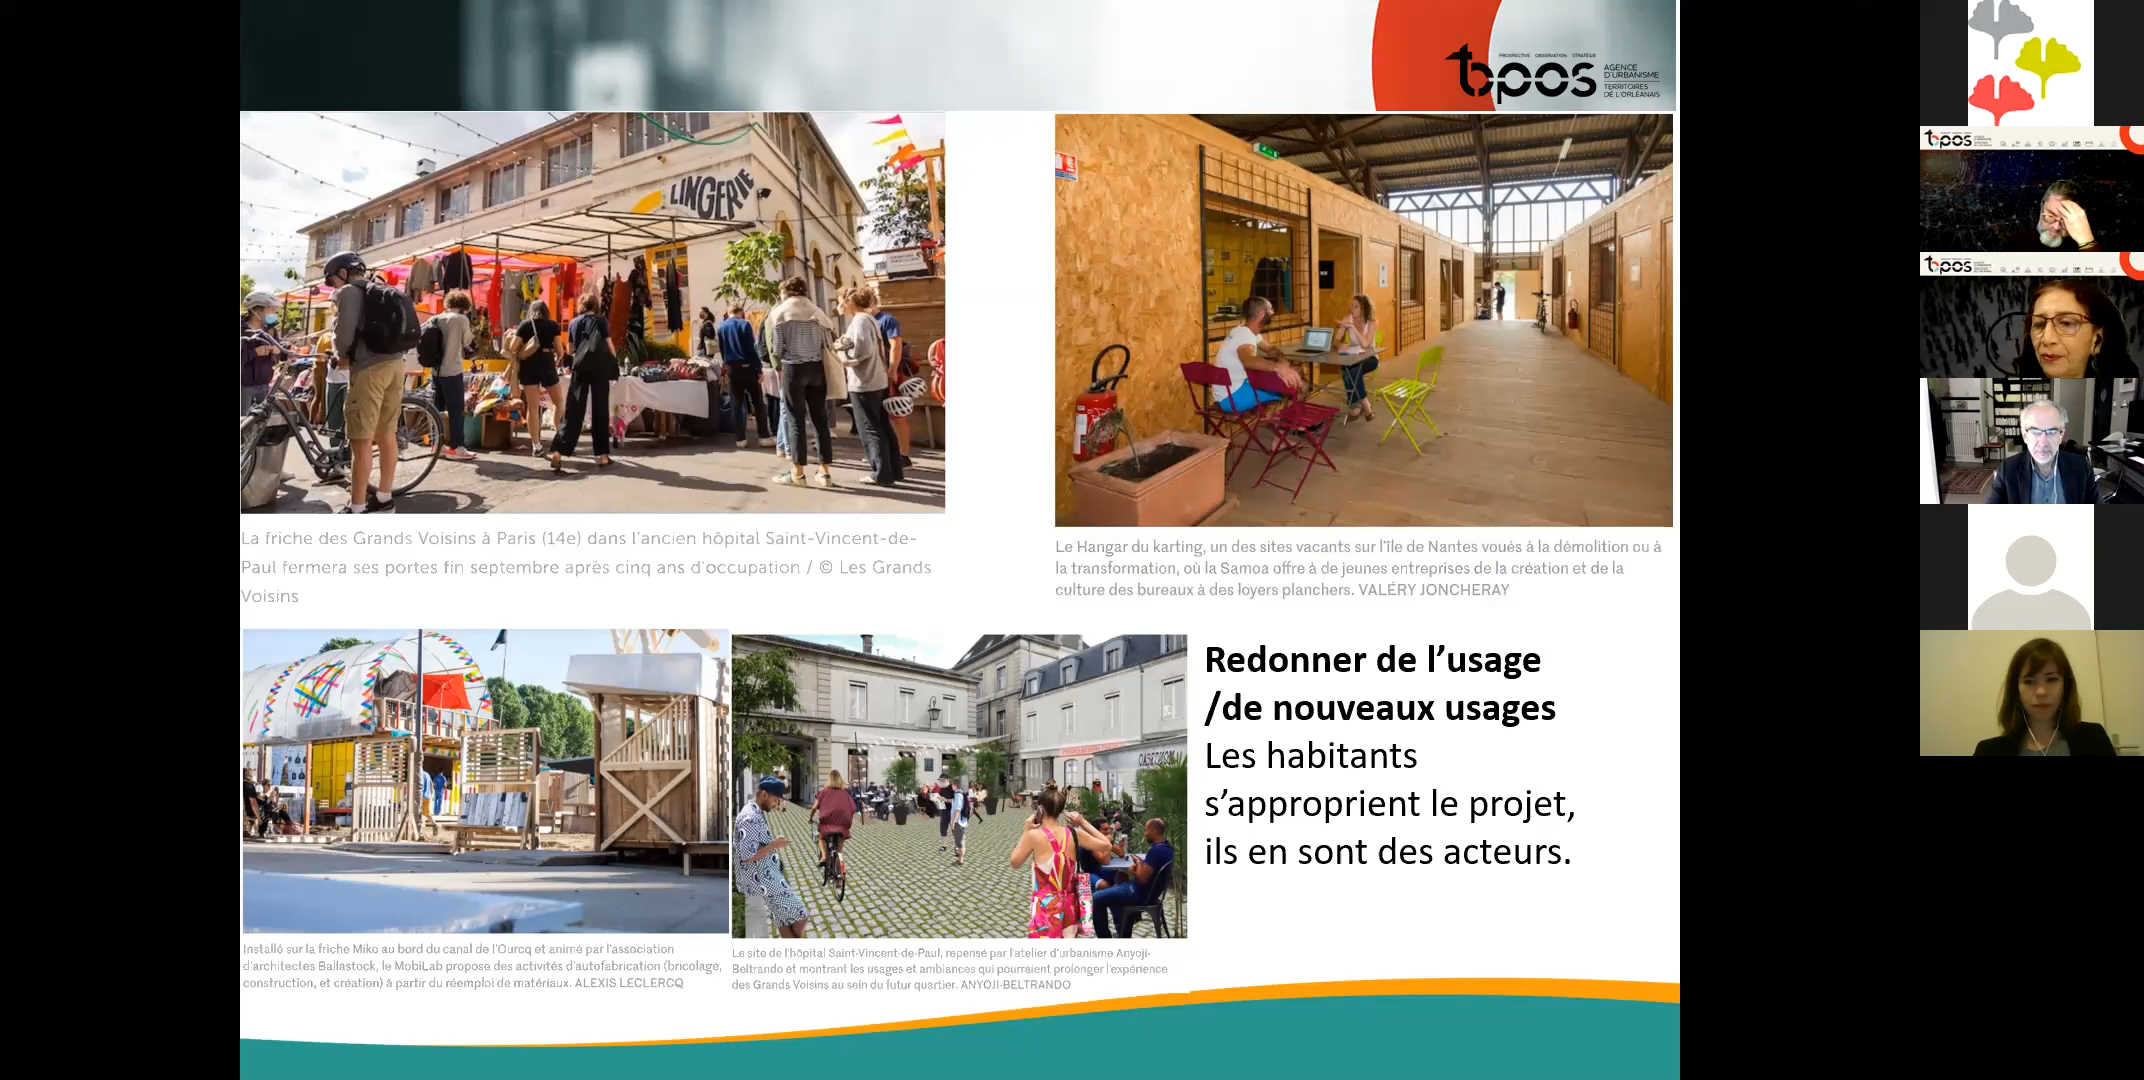 PROSPECTIVE OBSERVATION STRATÉGIE
topos
AGENCE
D'URBANISME
TERRITOIRES
DE L'ORLÉANAIS
LINGERIE
La friche des Grands Voisins à Paris (14e) dans l'ancien hôpital Saint-Vincent-de-
Paul fermera ses portes fin septembre après cinq ans d'occupation / © Les Grands
Voisins
Le Hangar du karting, un des sites vacants sur l'île de Nantes voués à la démolition ou à
la transformation, où la Samoa offre à de jeunes entreprises de la création et de la
culture des bureaux à des loyers planchers. VALÉRY JONCHERAY
Installé sur la friche Miko au bord du canal de l'Ourcq et animé par l'association
d'architectes Ballastock, le MobiLab propose des activités d'autofabrication (bricolage,
construction, et création) à partir du réemploi de matériaux. ALEXIS LECLERCQ
Le site de l'hôpital Saint-Vincent-de-Paul, repensé par l'atelier d'urbanisme Anyoji-
Beltrando et montrant les usages et ambiances qui pourraient prolonger l'expérience
des Grands Voisins au sein du futur quartier. ANYOJI-BELTRANDO
Redonner de l'usage
/de nouveaux usages
Les habitants
s'approprient le projet,
ils en sont des acteurs.
topos
topos